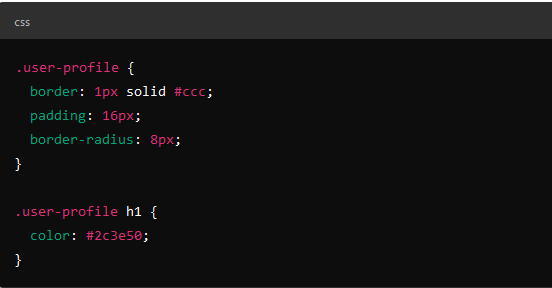 css
.user-profile {
  border: 1px solid #ccc;
  padding: 16px;
  border-radius: 8px;
}
.user-profile h1 {
  color: #2c3e50;
}